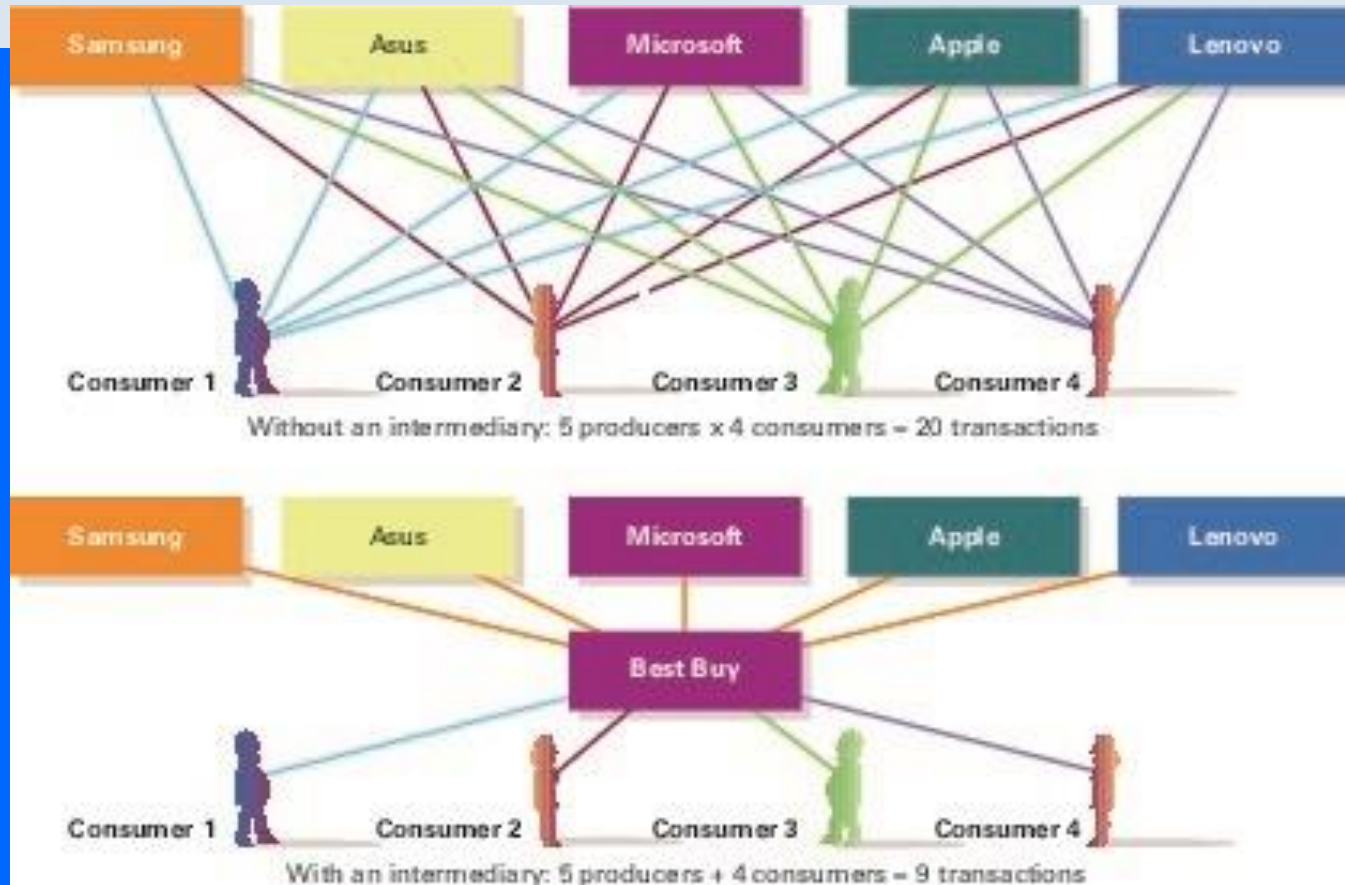 Samsung Asus Microsoft Apple Lenovo
Consumer 1 Consumer 2 Consumer 3 Consumer 4
Without an intermediary: 5 producers x 4 consumers = 20 transactions
Samsung Asus Microsoft Apple Lenovo
Best Buy
Consumer 1 Consumer 2 Consumer 3 Consumer 4
With an intermediary: 5 producers + 4 consumers = 9 transactions